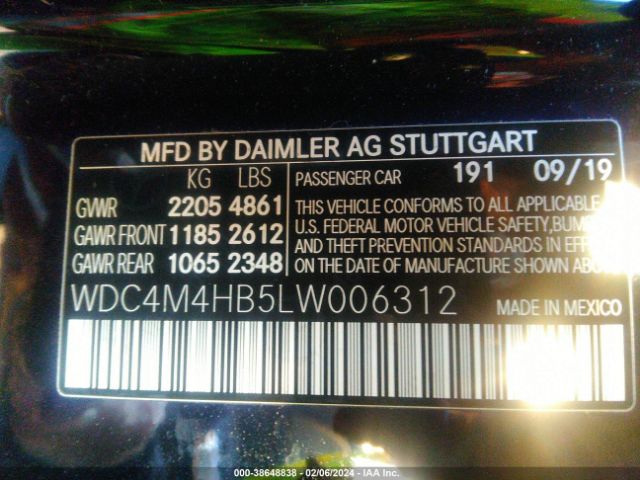 MFD BY DAIMLER AG STUTTGART
KG LBS
GVWR 2205 4861
GAWR FRONT 1185 2612
GAWR REAR 1065 2348
PASSENGER CAR 191 09/19
THIS VEHICLE CONFORMS TO ALL APPLICABLE
U.S. FEDERAL MOTOR VEHICLE SAFETY, BUM
AND THEFT PREVENTION STANDARDS IN EFF
ON THE DATE OF MANUFACTURE SHOWN ABOV
WDC4M4HB5LW006312
MADE IN MEXICO
000-38648838 - 02/06/2024 - IAA Inc.